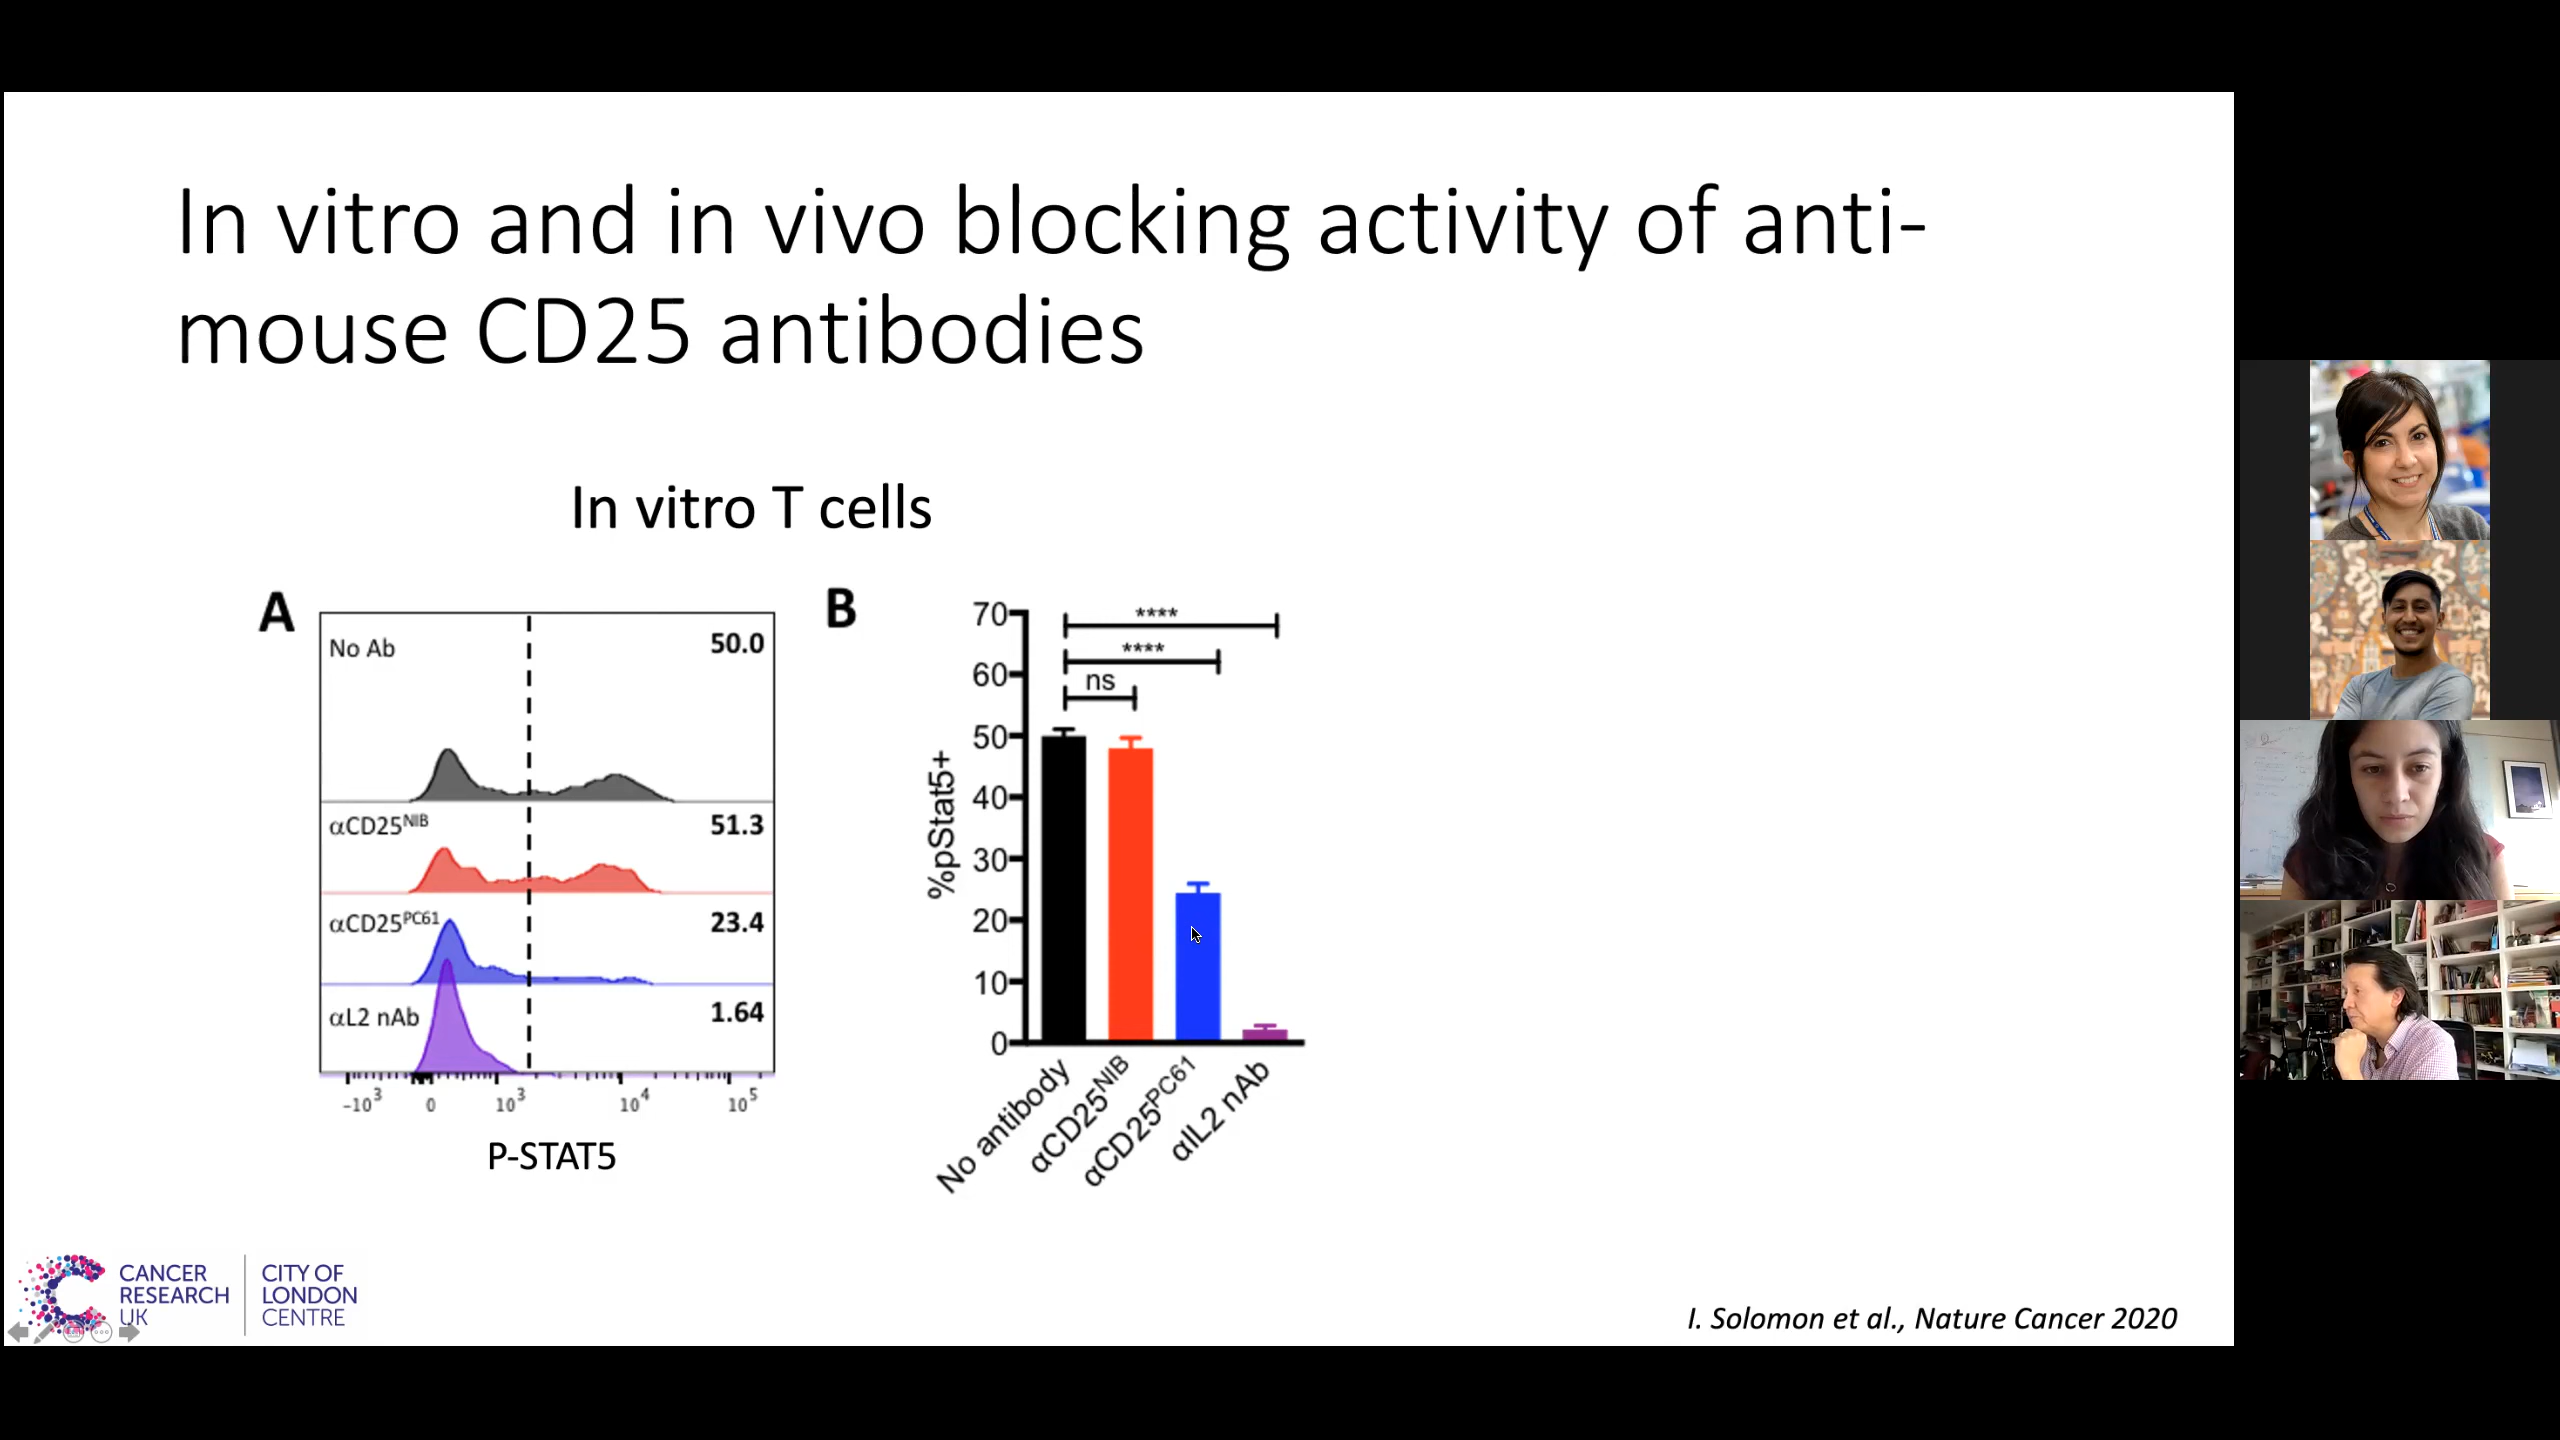 In vitro and in vivo blocking activity of anti-
mouse CD25 antibodies
In vitro T cells
A
No Ab 50.0
αCD25NIB 51.3
αCD25PC61 23.4
αL2 nAb 1.64
-10³ 0 10³ 10⁴ 10⁵
P-STAT5
B
70
60
50
40
30
20
10
0
%pStat5+
****
****
ns
No antibody
αCD25NIB
αCD25PC61
αIL2 nAb
CANCER
RESEARCH
UK
CITY OF
LONDON
CENTRE
I. Solomon et al., Nature Cancer 2020